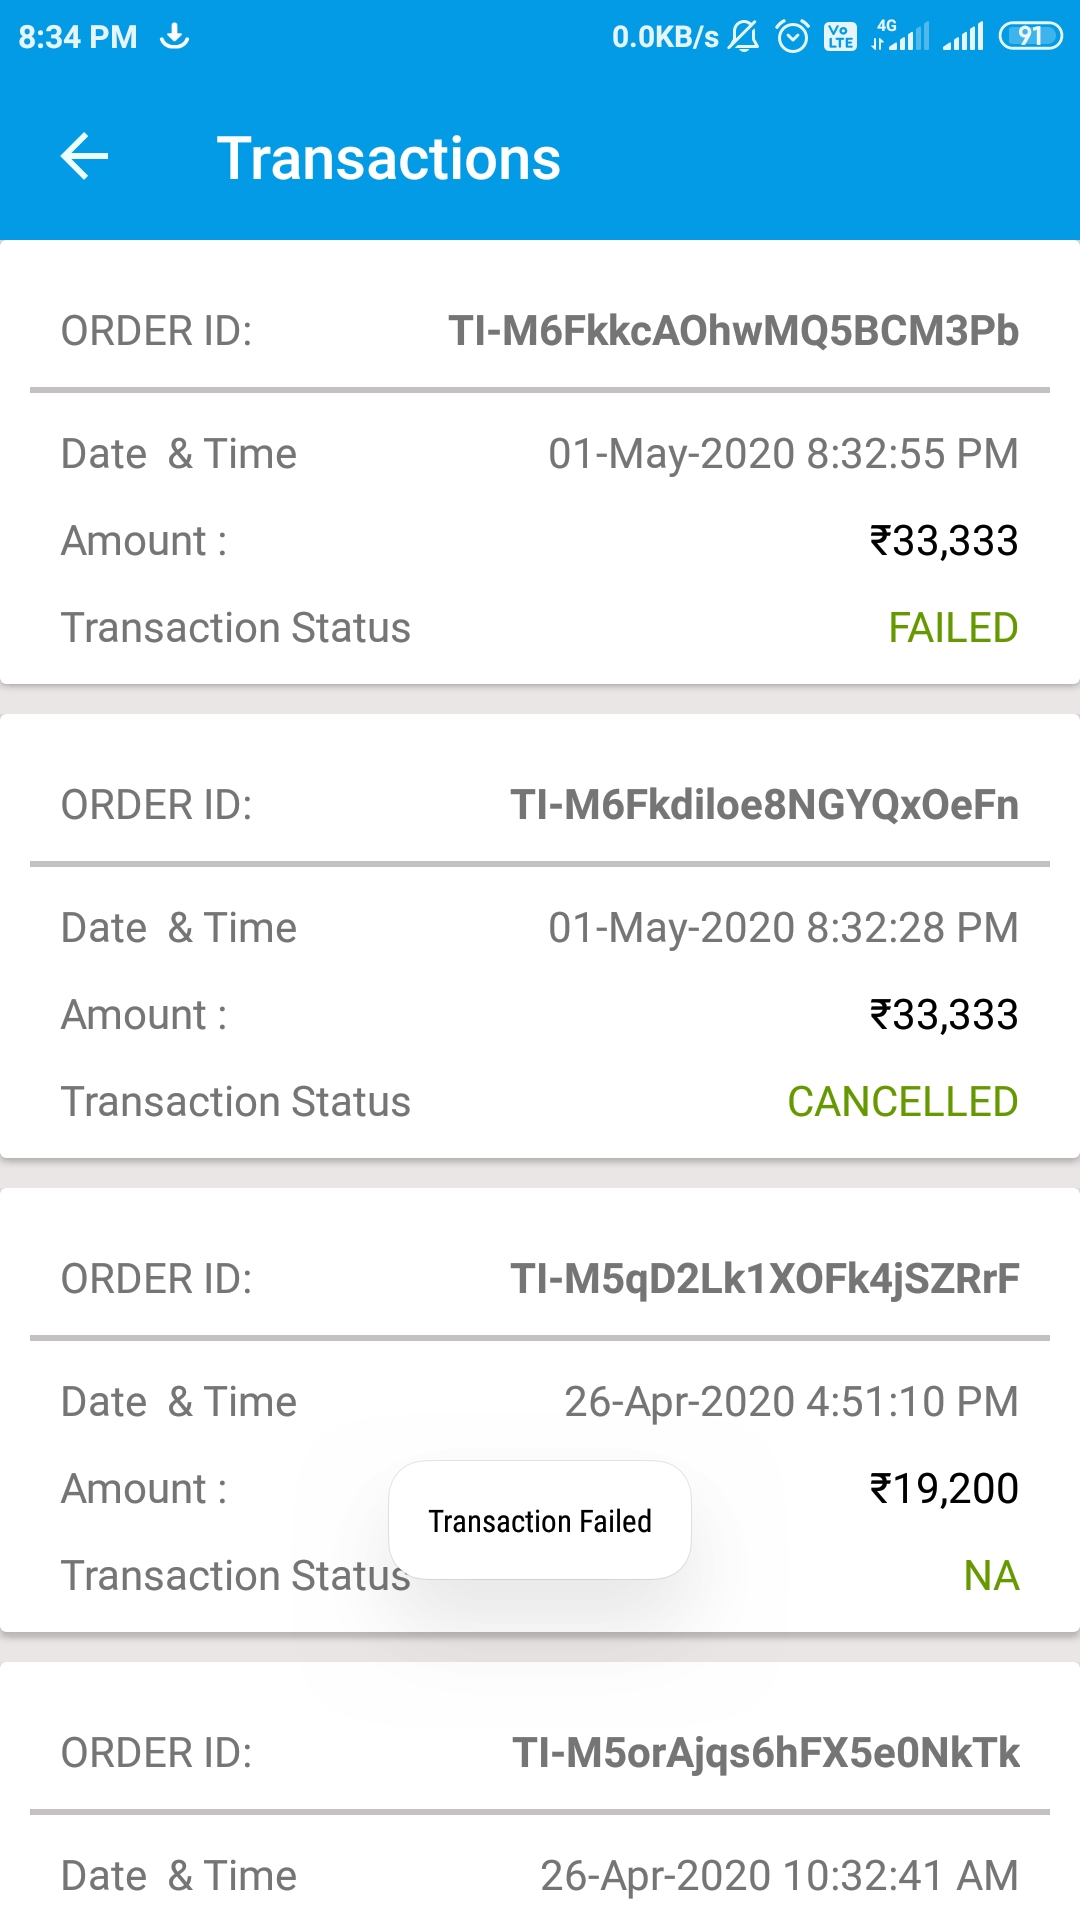 8:34 PM
0.0KB/s
Vo LTE
4G
91
Transactions
ORDER ID: TI-M6FkkcAOhwMQ5BCM3Pb
Date  & Time 01-May-2020 8:32:55 PM
Amount : ₹33,333
Transaction Status FAILED
ORDER ID: TI-M6Fkdiloe8NGYQxOeFn
Date  & Time 01-May-2020 8:32:28 PM
Amount : ₹33,333
Transaction Status CANCELLED
ORDER ID: TI-M5qD2Lk1XOFk4jSZRrF
Date  & Time 26-Apr-2020 4:51:10 PM
Amount : ₹19,200
Transaction Failed
Transaction Status NA
ORDER ID: TI-M5orAjqs6hFX5e0NkTk
Date  & Time 26-Apr-2020 10:32:41 AM